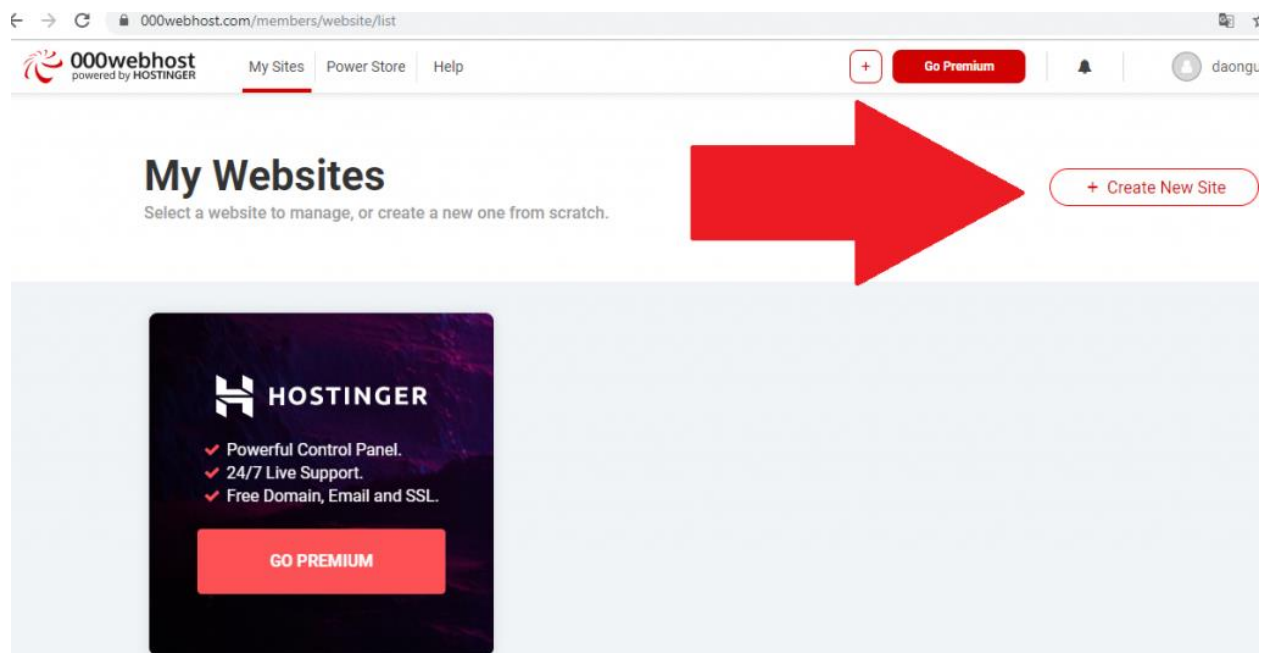 000webhost.com/members/website/list
000webhost
powered by HOSTINGER
My Sites
Power Store
Help
+
Go Premium
daongu
My Websites
Select a website to manage, or create a new one from scratch.
+ Create New Site
HOSTINGER
Powerful Control Panel.
24/7 Live Support.
Free Domain, Email and SSL.
GO PREMIUM